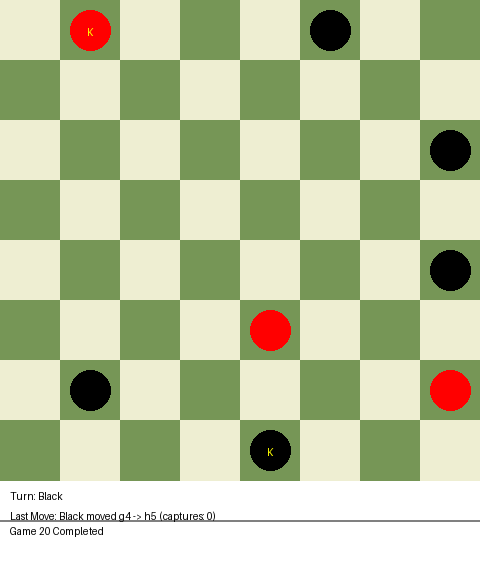 K
K
Turn: Black
Last Move: Black moved g4 -> h5 (captures: 0)
Game 20 Completed